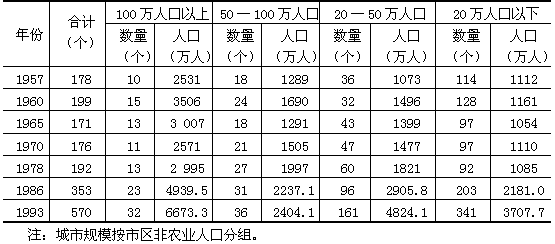 年份 合计 100 万人口以上 50 — 100 万人口 20 — 50 万人口 20 万人口以下
(个) 数量 人口 数量 人口 数量 人口 数量 人口
(个) (万人) (个) (万人) (个) (万人) (个) (万人)
1957 178 10 2531 18 1289 36 1073 114 1112
1960 199 15 3506 24 1690 32 1496 128 1161
1965 171 13 3 007 18 1291 43 1399 97 1054
1970 176 11 2571 21 1505 47 1477 97 1110
1978 192 13 2 995 27 1997 60 1821 92 1085
1986 353 23 4939.5 31 2237.1 96 2905.8 203 2181.0
1993 570 32 6673.3 36 2404.1 161 4824.1 341 3707.7
注：城市规模按市区非农业人口分组。